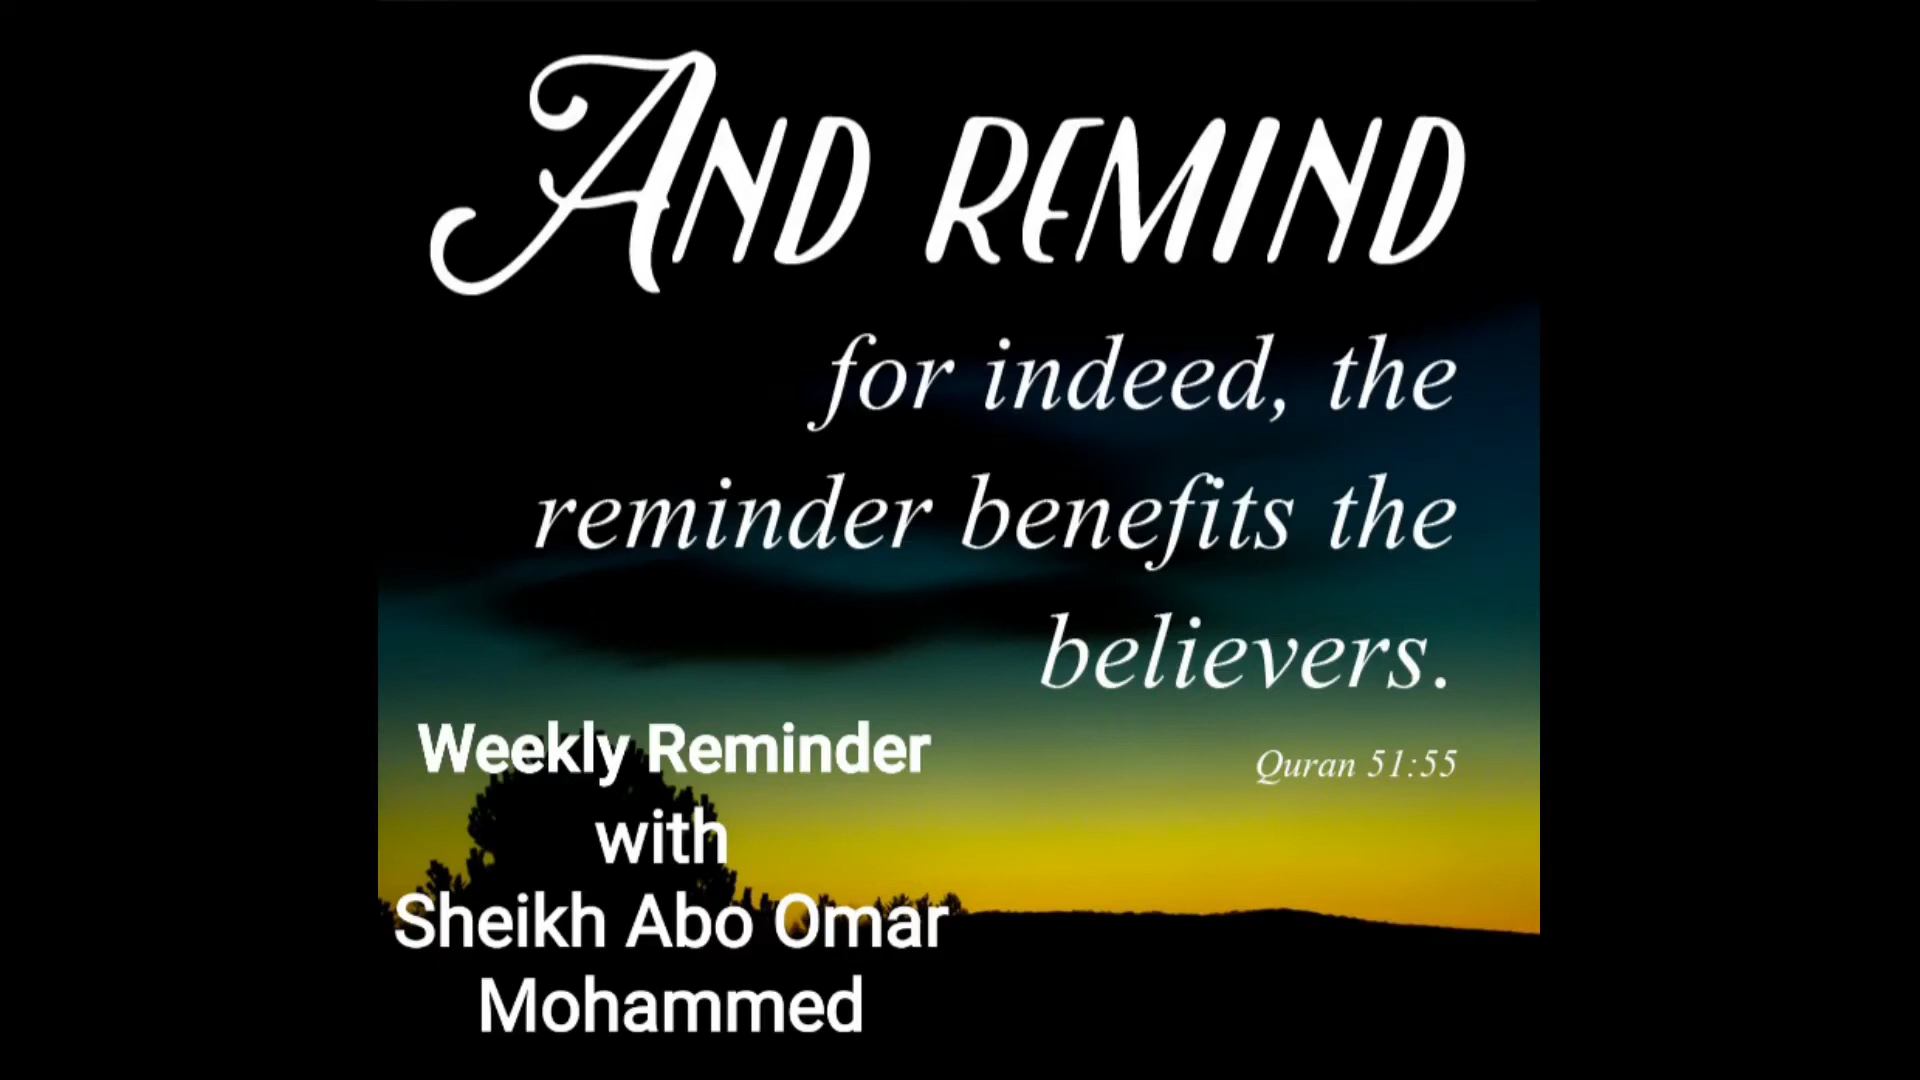 And remind
for indeed, the
reminder benefits the
believers.
Quran 51:55
Weekly Reminder
with
Sheikh Abo Omar
Mohammed